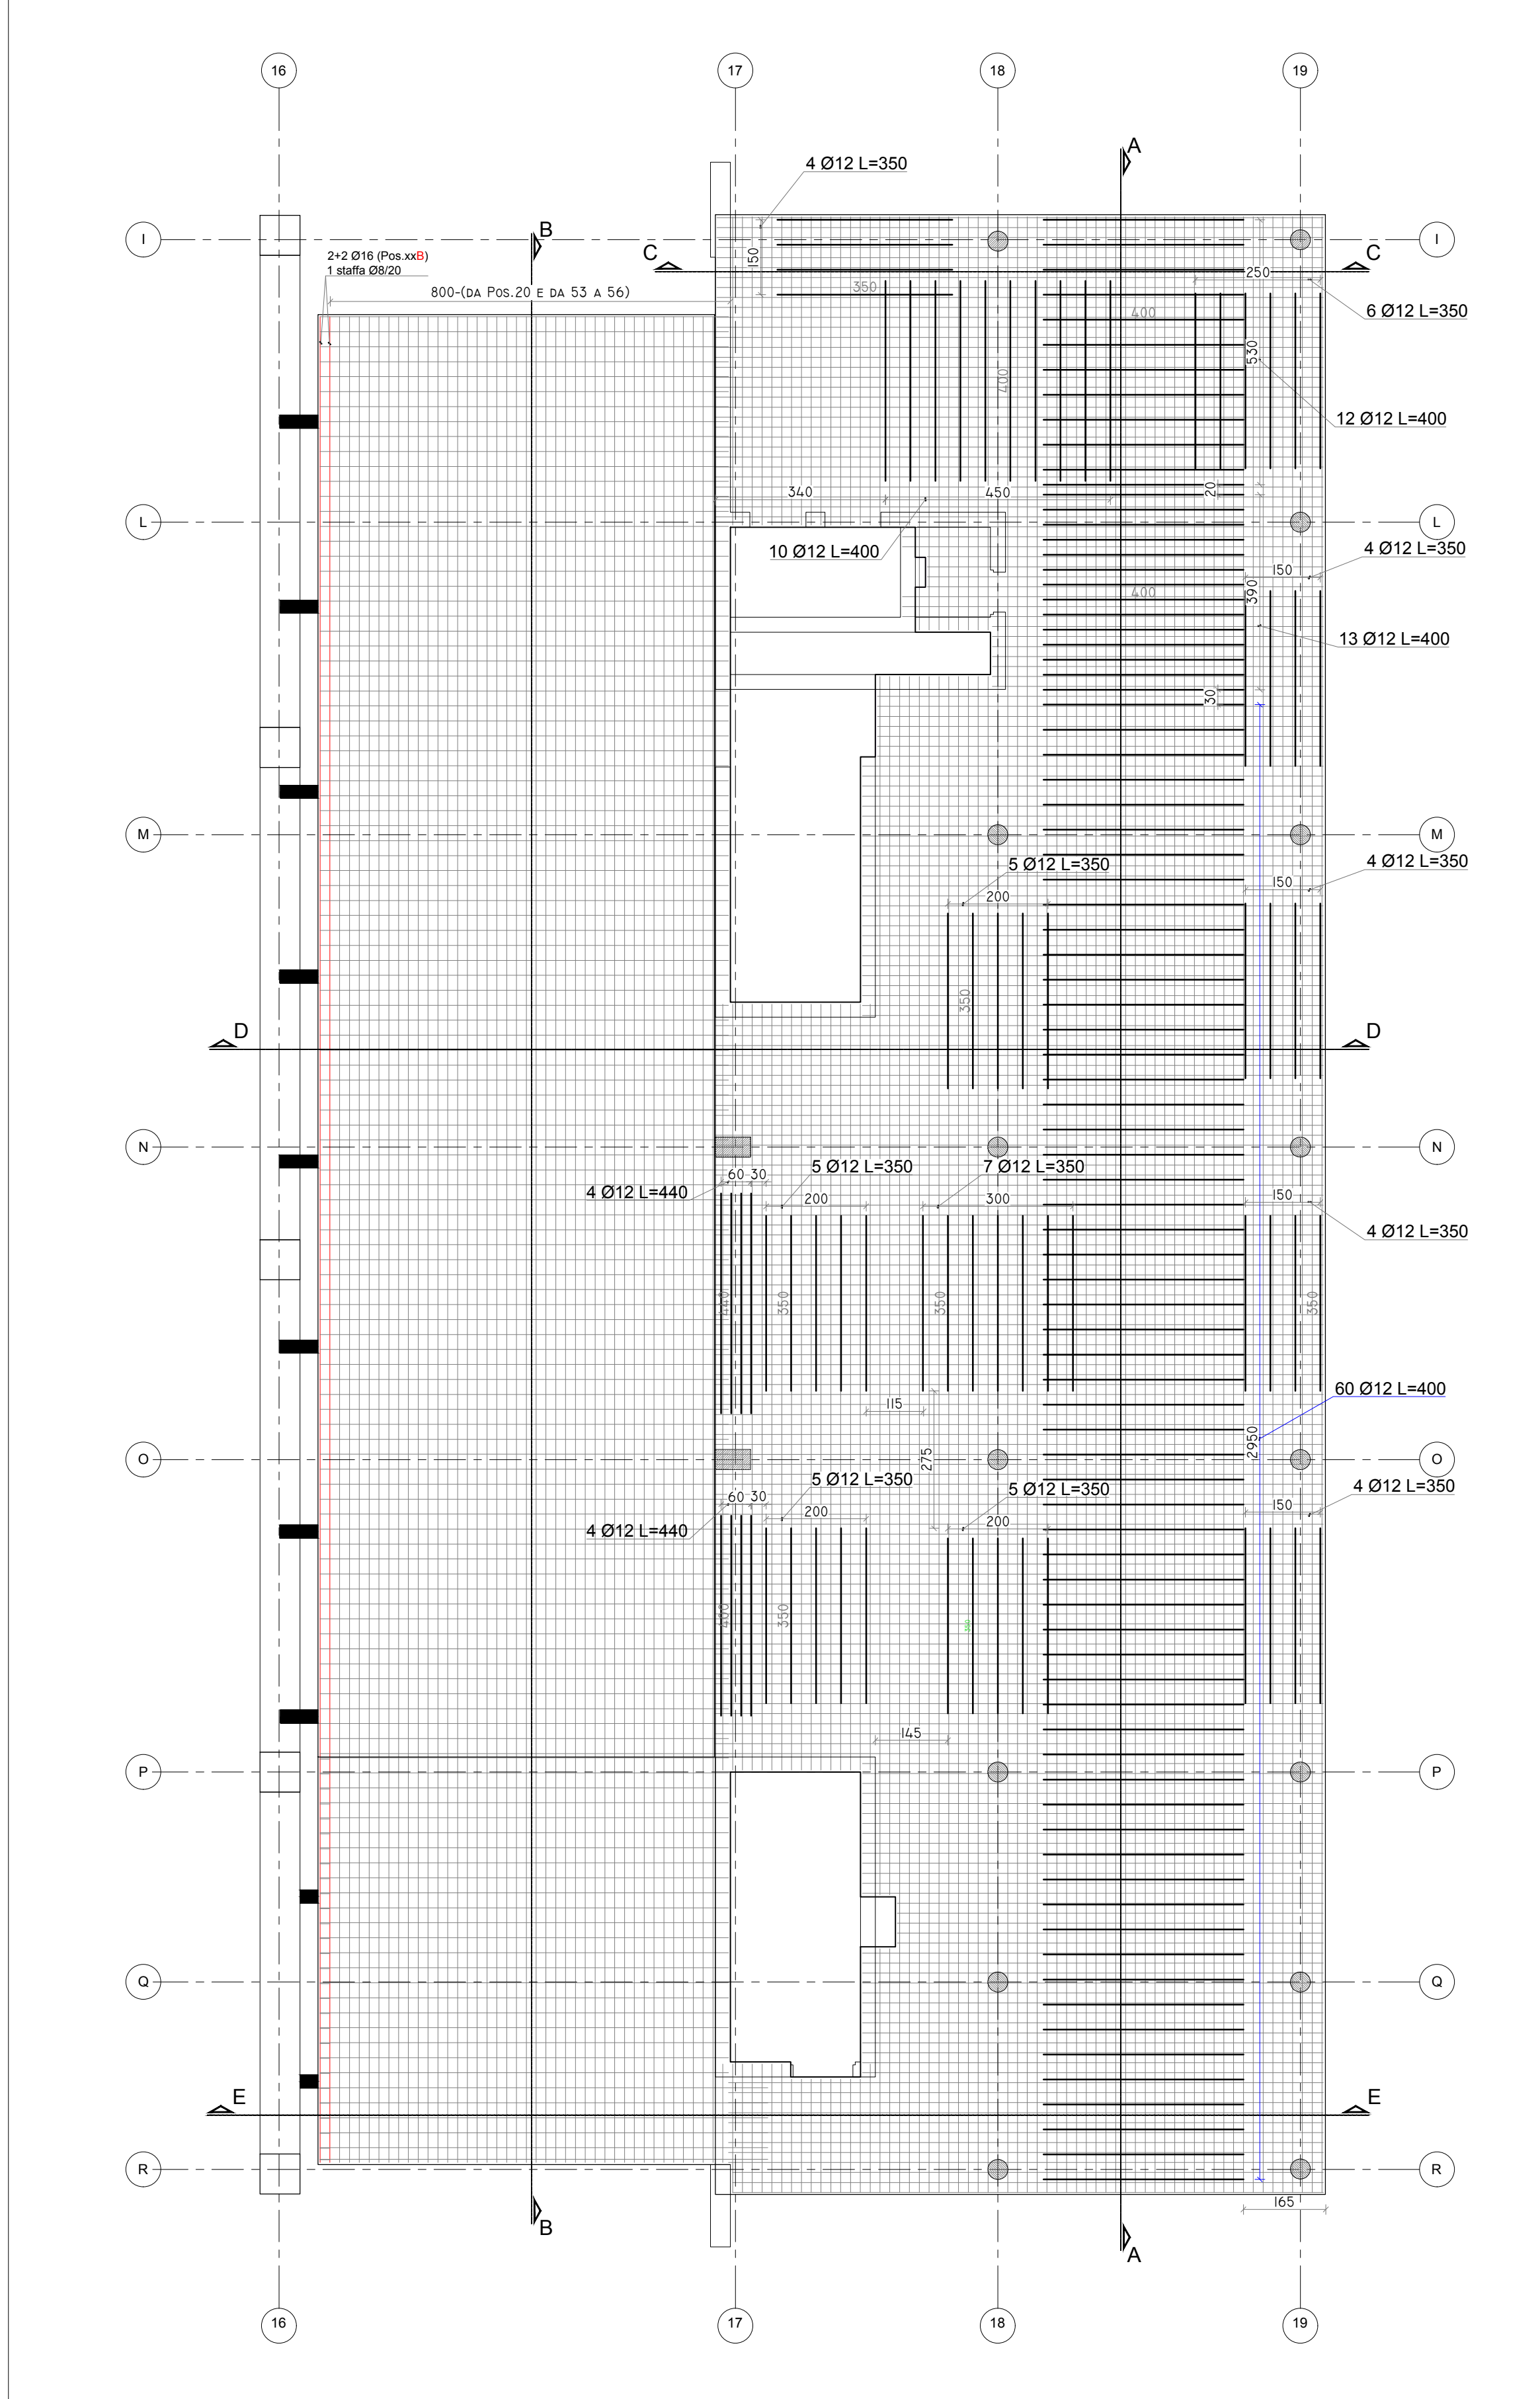 16
17
18
19
4 Ø12 L=350
A
I
B
C
C
I
2+2 Ø16 (Pos.xxB)
1 staffa Ø8/20
150
250
800-(DA Pos.20 E DA 53 A 56)
350
400
6 Ø12 L=350
530
400
12 Ø12 L=400
340
450
20
L
L
10 Ø12 L=400
4 Ø12 L=350
150
390
400
13 Ø12 L=400
30
M
M
5 Ø12 L=350
4 Ø12 L=350
150
200
350
D
D
N
N
60
30
5 Ø12 L=350
7 Ø12 L=350
4 Ø12 L=440
200
300
150
4 Ø12 L=350
440
350
350
350
60 Ø12 L=400
115
275
2950
O
O
5 Ø12 L=350
5 Ø12 L=350
4 Ø12 L=350
60
30
200
200
150
4 Ø12 L=440
400
350
350
145
P
P
Q
Q
E
E
R
R
165
B
A
16
17
18
19